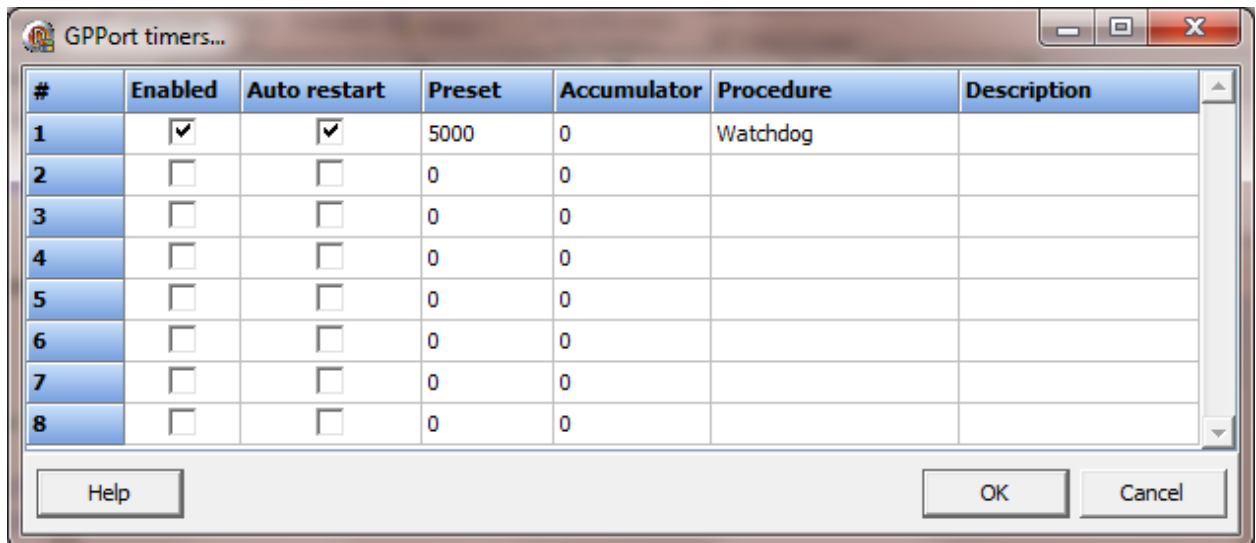 GPPort timers...
# Enabled Auto restart Preset Accumulator Procedure Description
1 5000 0 Watchdog
2 0 0
3 0 0
4 0 0
5 0 0
6 0 0
7 0 0
8 0 0
Help OK Cancel